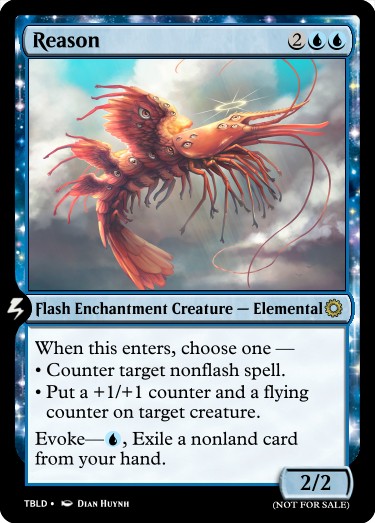 Reason 2
Flash Enchantment Creature — Elemental
When this enters, choose one —
• Counter target nonflash spell.
• Put a +1/+1 counter and a flying
counter on target creature.
Evoke—, Exile a nonland card
from your hand.
2/2
TBLD • Dian Huynh
(NOT FOR SALE)